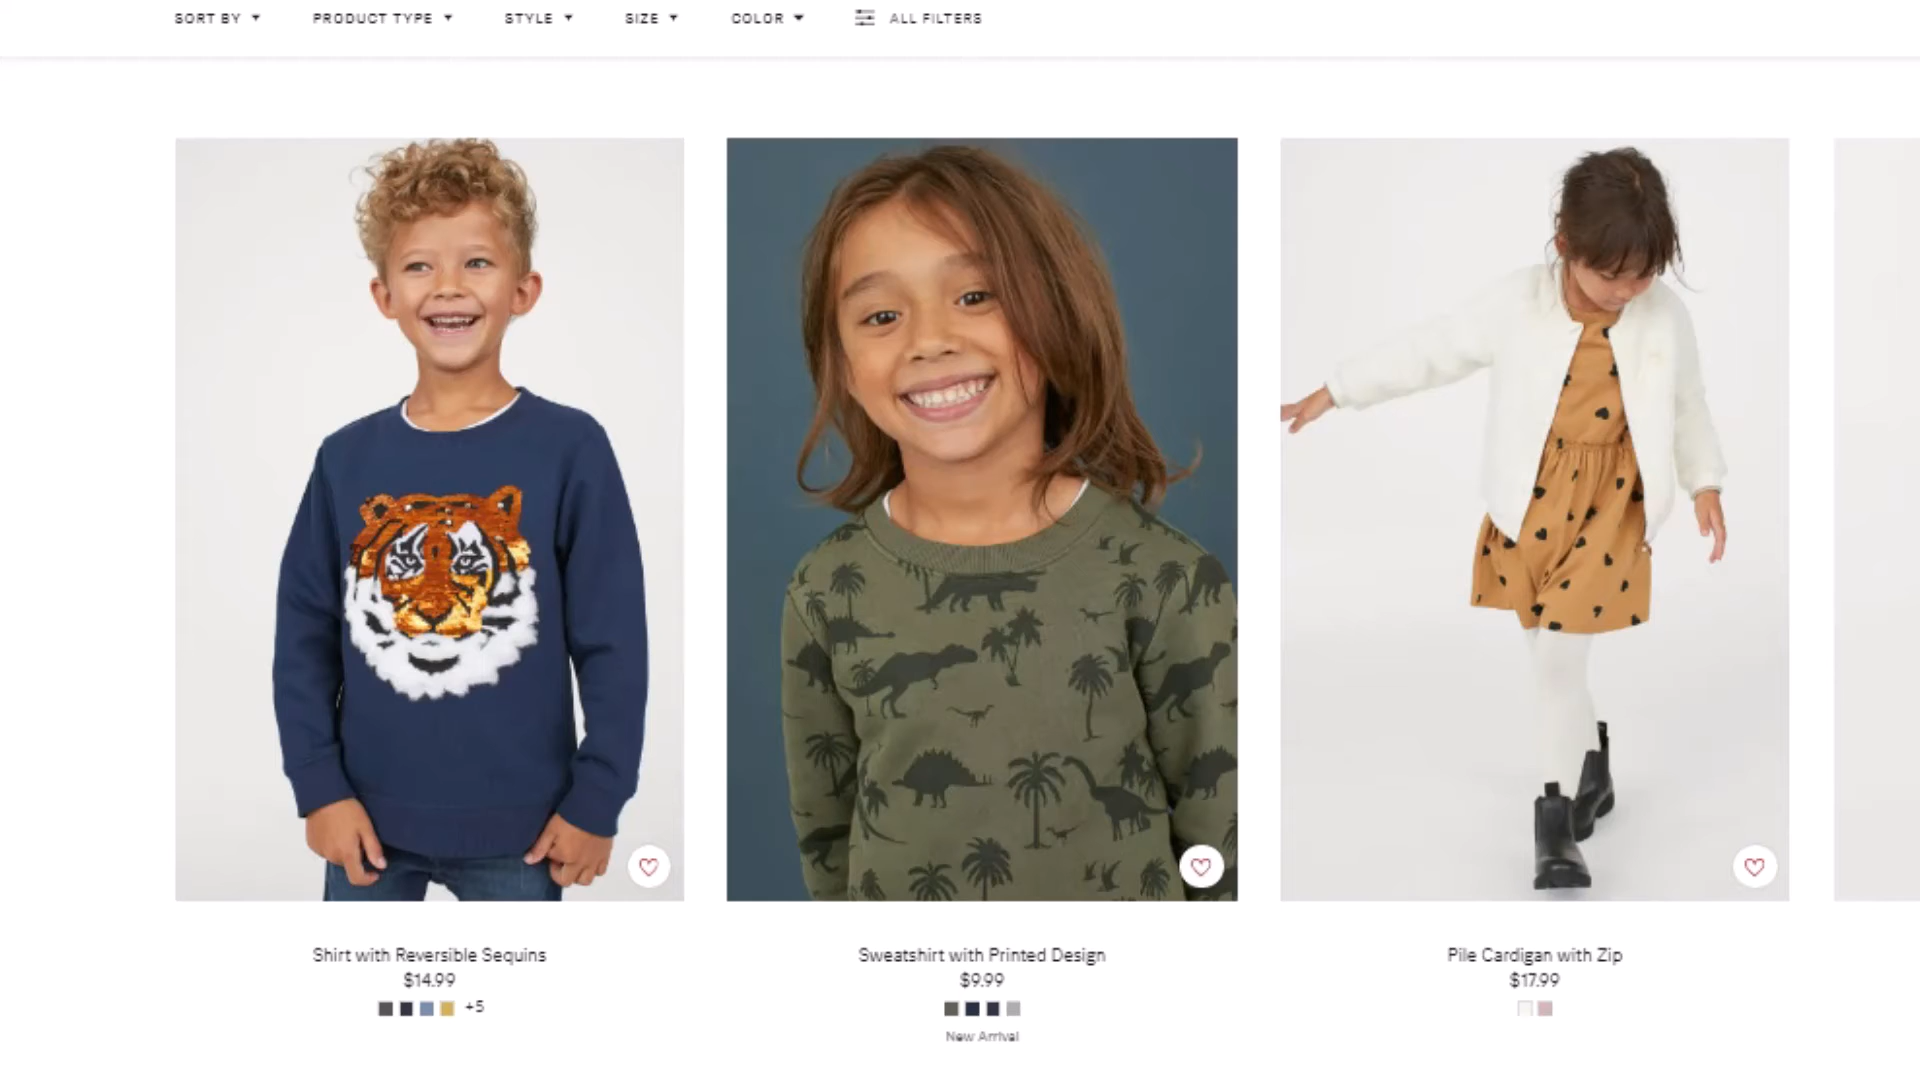 SORT BY PRODUCT TYPE STYLE SIZE COLOR ALL FILTERS
Shirt with Reversible Sequins
$14.99
+5
Sweatshirt with Printed Design
$9.99
New Arrival
Pile Cardigan with Zip
$17.99